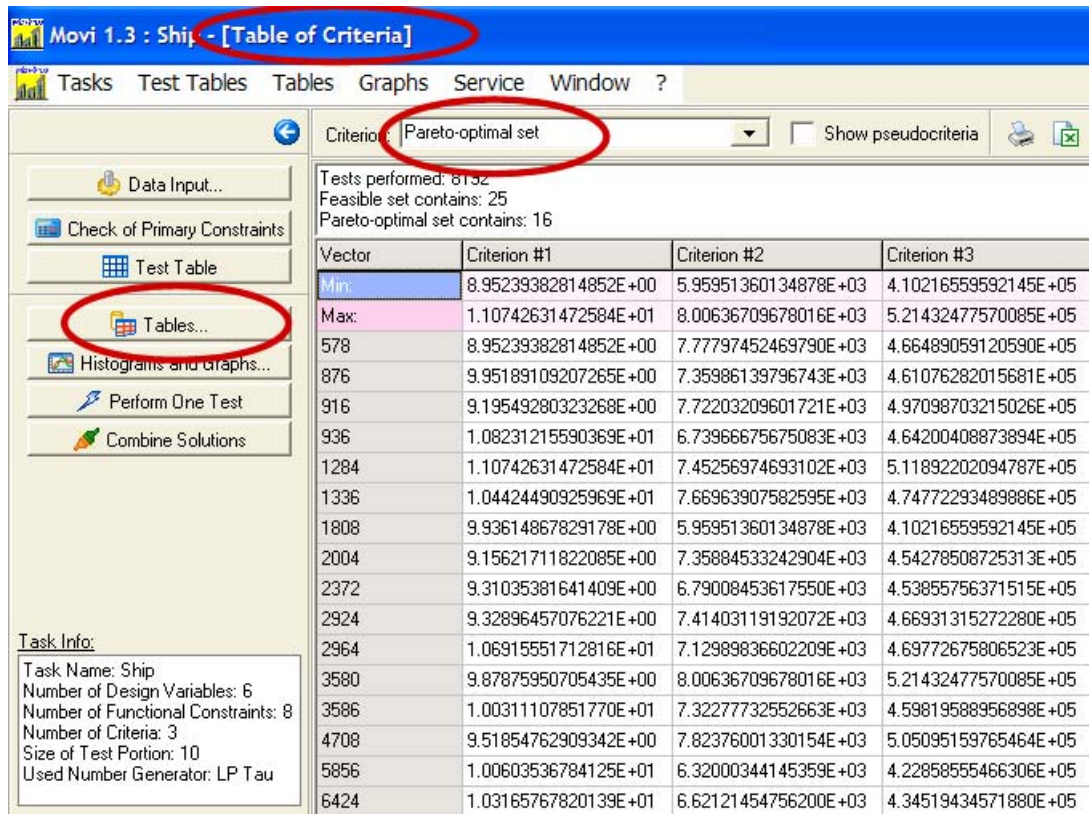 Movi 1.3 : Ship - [Table of Criteria]
Tasks Test Tables Tables Graphs Service Window ?
Criterion: Pareto-optimal set Show pseudocriteria
Data Input...
Check of Primary Constraints
Test Table
Tables...
Histograms and Graphs...
Perform One Test
Combine Solutions
Task Info:
Task Name: Ship
Number of Design Variables: 6
Number of Functional Constraints: 8
Number of Criteria: 3
Size of Test Portion: 10
Used Number Generator: LP Tau
Tests performed: 8192
Feasible set contains: 25
Pareto-optimal set contains: 16
Vector Criterion #1 Criterion #2 Criterion #3
Min: 8.95239382814852E+00 5.95951360134878E+03 4.10216559592145E+05
Max: 1.10742631472584E+01 8.00636709678016E+03 5.21432477570085E+05
578 8.95239382814852E+00 7.77797452469790E+03 4.66489059120590E+05
876 9.95189109207265E+00 7.35986139796743E+03 4.61076282015681E+05
916 9.19549280323268E+00 7.72203209601721E+03 4.97098703215026E+05
936 1.08231215590369E+01 6.73966675675083E+03 4.64200408873894E+05
1284 1.10742631472584E+01 7.45256974693102E+03 5.11892202094787E+05
1336 1.04424490925969E+01 7.66963907582595E+03 4.74772293489886E+05
1808 9.93614867829178E+00 5.95951360134878E+03 4.10216559592145E+05
2004 9.15621711822085E+00 7.35884533242904E+03 4.54278508725313E+05
2372 9.31035381641409E+00 6.79008453617550E+03 4.53855756371515E+05
2924 9.32896457076221E+00 7.41403119192072E+03 4.66931315272280E+05
2964 1.06915551712816E+01 7.12989836602209E+03 4.69772675806523E+05
3580 9.87875950705435E+00 8.00636709678016E+03 5.21432477570085E+05
3586 1.00311107851770E+01 7.32277732552663E+03 4.59819588956898E+05
4708 9.51854762909342E+00 7.82376001330154E+03 5.05095159765464E+05
5856 1.00603536784125E+01 6.32000344145359E+03 4.22858555466306E+05
6424 1.03165767820139E+01 6.62121454756200E+03 4.34519434571880E+05